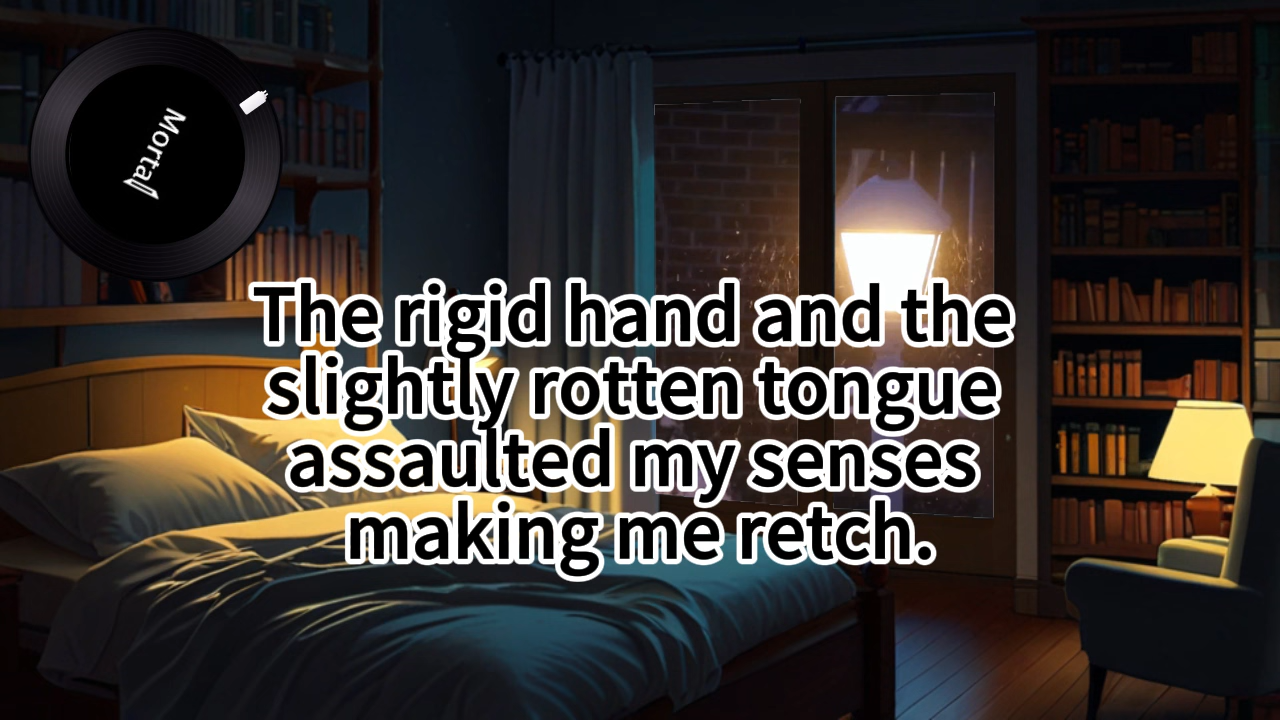 Mortal
The rigid hand and the
slightly rotten tongue
assaulted my senses
making me retch.